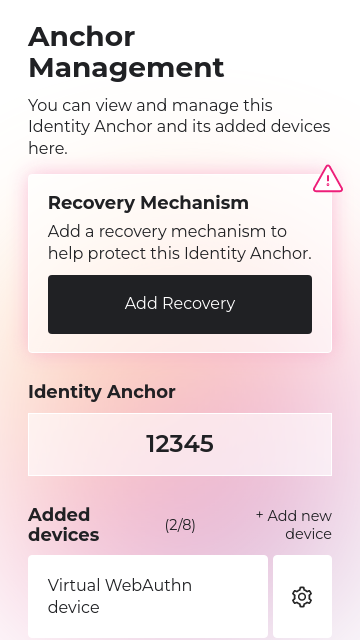 Anchor
Management
You can view and manage this
Identity Anchor and its added devices
here.
Recovery Mechanism
Add a recovery mechanism to
help protect this Identity Anchor.
Add Recovery
Identity Anchor
12345
Added
devices
(2/8)
+ Add new
device
Virtual WebAuthn
device